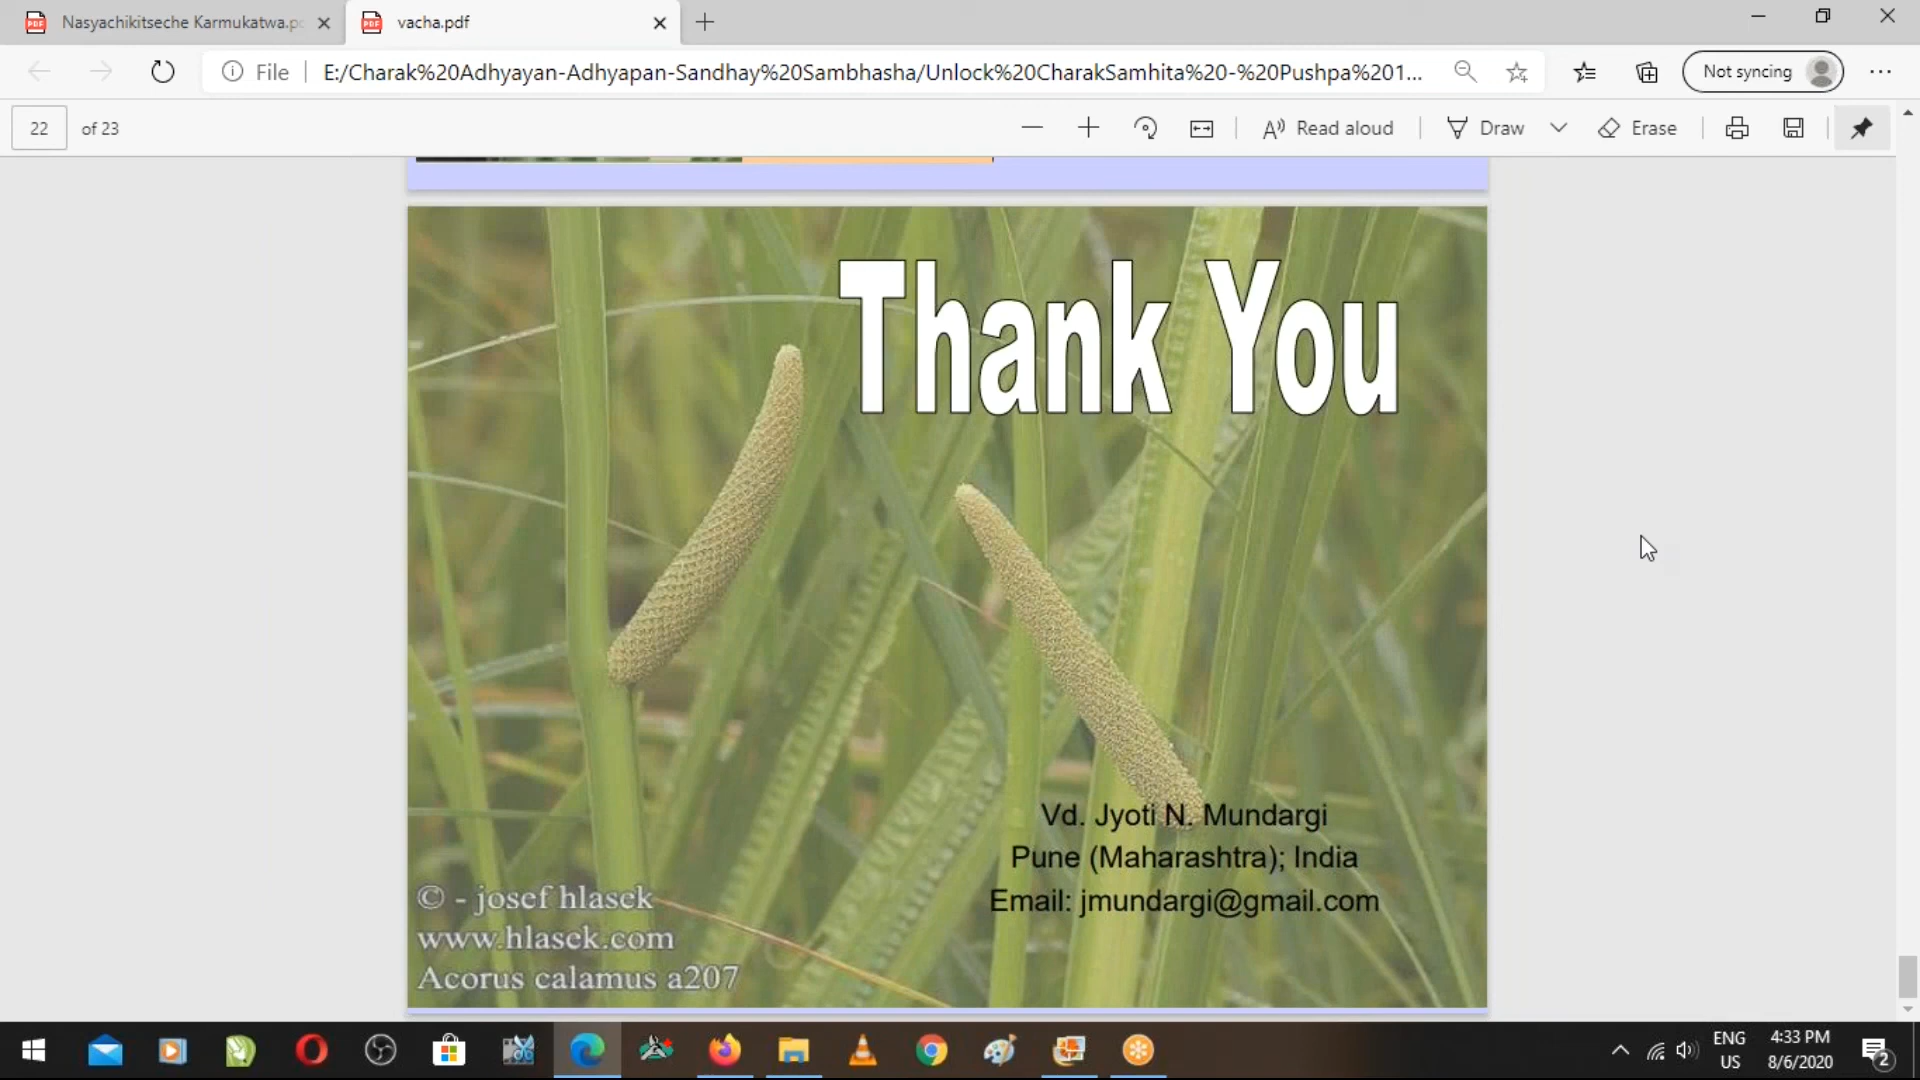 Nasyachikitseche Karmukatwa.p
vacha.pdf
File
E:/Charak%20Adhyayan-Adhyapan-Sandhay%20Sambhasha/Unlock%20CharakSamhita%20-%20Pushpa%201...
Not syncing
22 of 23
Read aloud
Draw
Erase
Thank You
Vd. Jyoti N. Mundargi
Pune (Maharashtra); India
Email: jmundargi@gmail.com
© - josef hlasek
www.hlasek.com
Acorus calamus a207
ENG
US
4:33 PM
8/6/2020
2